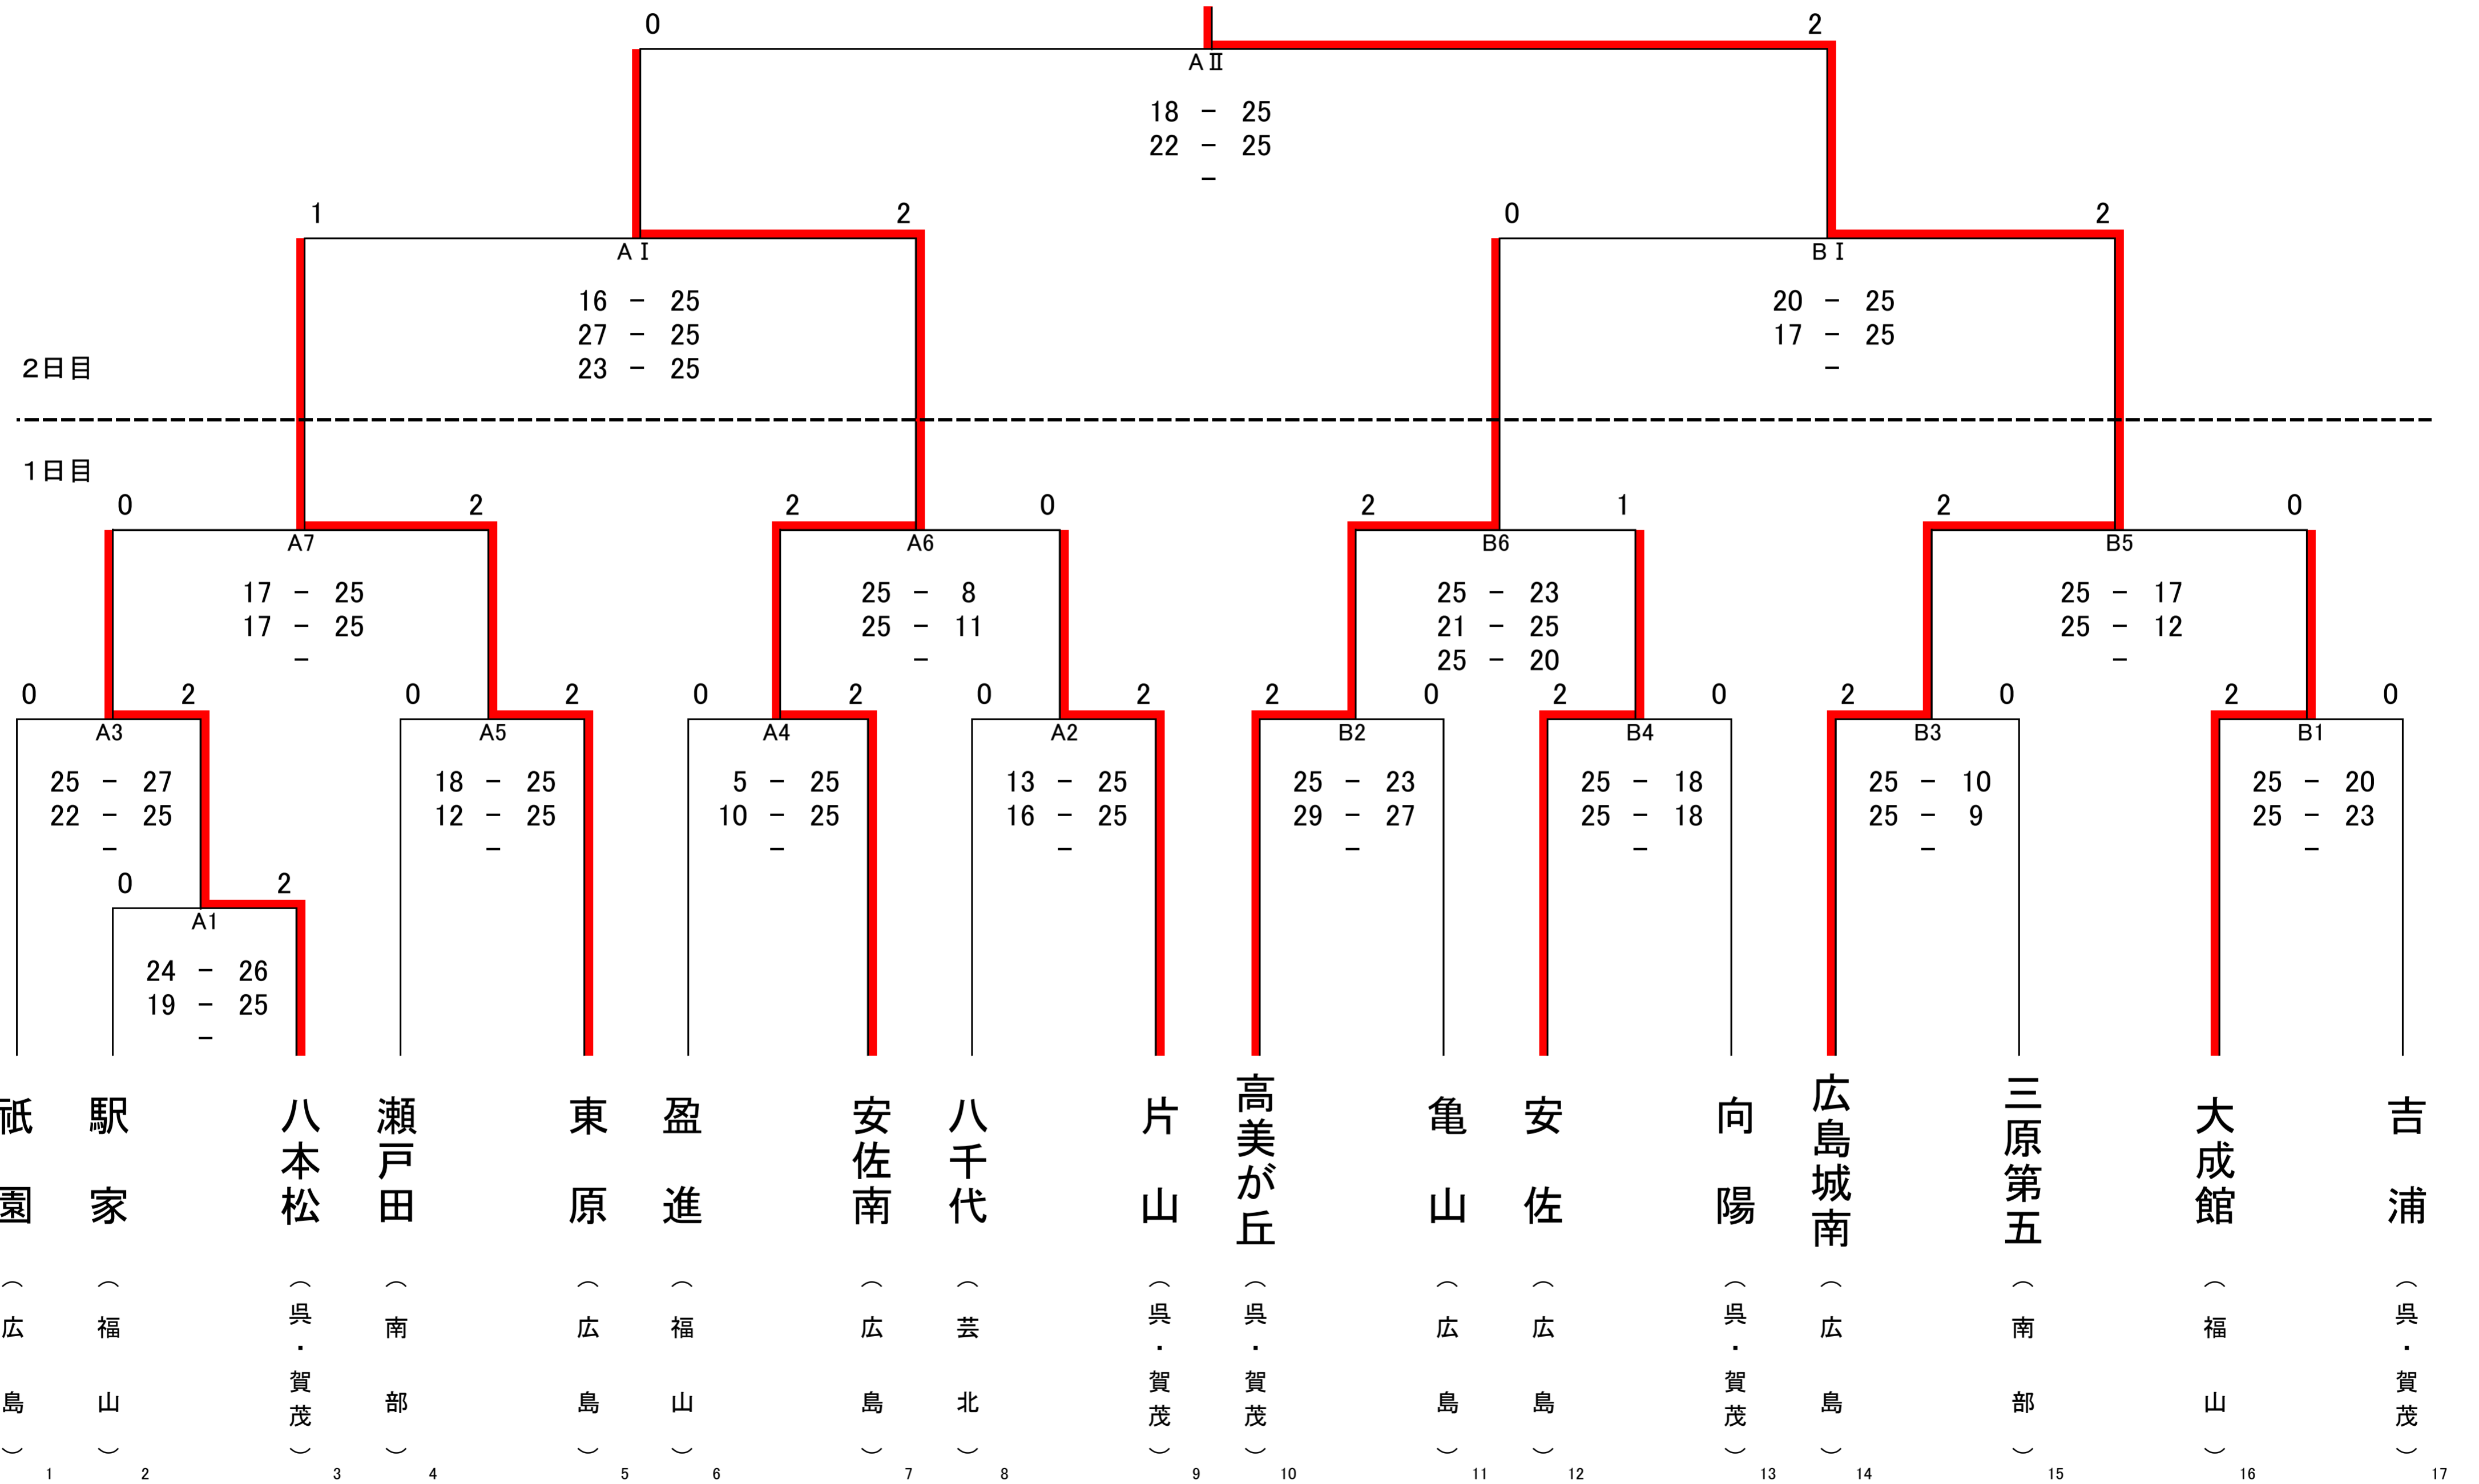 0 2
AⅡ
18 - 25
22 - 25
-
1 2 0 2
AⅠ BⅠ
16 - 25 20 - 25
27 - 25 17 - 25
23 - 25 -
2日目
1日目
0 2 2 0 2 1 2 0
A7 A6 B6 B5
17 - 25 25 - 8 25 - 23 25 - 17
17 - 25 25 - 11 21 - 25 25 - 12
- - 25 - 20 -
0 2 0 2 0 2 0 2 2 0 2 0 2 0 2 0
A3 A5 A4 A2 B2 B4 B3 B1
25 - 27 18 - 25 5 - 25 13 - 25 25 - 23 25 - 18 25 - 10 25 - 20
22 - 25 12 - 25 10 - 25 16 - 25 29 - 27 25 - 18 25 - 9 25 - 23
- - - - - - - -
0 2
A1
24 - 26
19 - 25
-
祇園(広島)1
駅家(福山)2
八本松(呉・賀茂)3
瀬戸田(南部)4
東原(広島)5
盈進(福山)6
安佐南(広島)7
八千代(芸北)8
片山(呉・賀茂)9
高美が丘(呉・賀茂)10
亀山(広島)11
安佐(広島)12
向陽(呉・賀茂)13
広島城南(広島)14
三原第五(南部)15
大成館(福山)16
吉浦(呉・賀茂)17